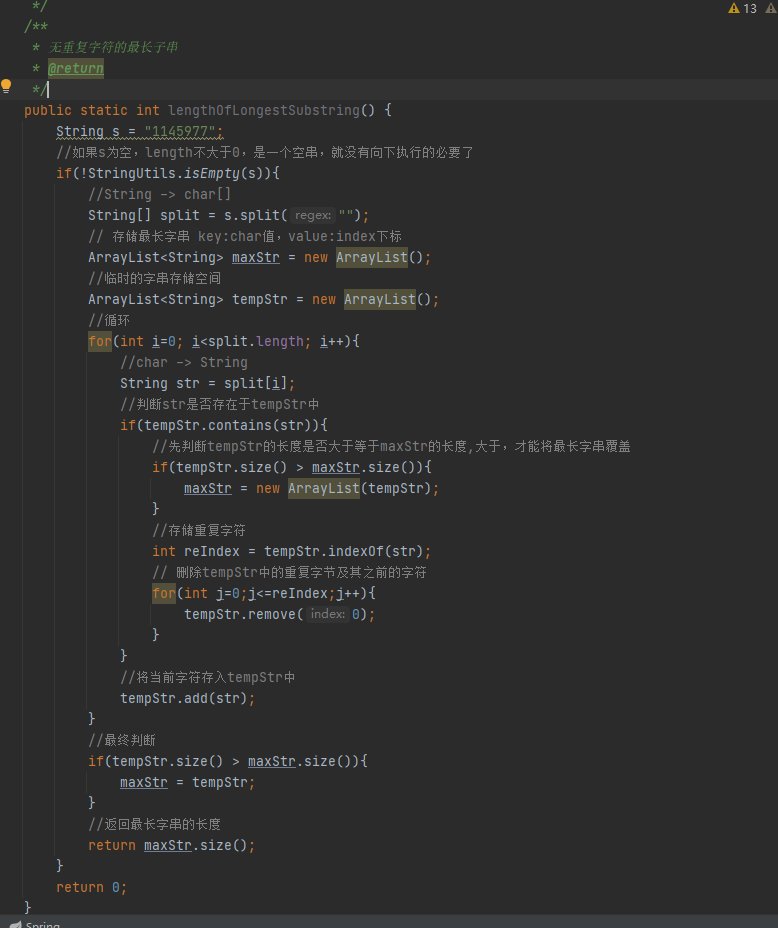 */
13
/**
* 无重复字符的最长子串
* @return
*/
public static int lengthOfLongestSubstring() {
String s = "1145977";
//如果s为空，length不大于0，是一个空串，就没有向下执行的必要了
if(!StringUtils.isEmpty(s)){
//String -> char[]
String[] split = s.split( regex: "");
// 存储最长字串 key:char值，value:index下标
ArrayList<String> maxStr = new ArrayList();
//临时的字串存储空间
ArrayList<String> tempStr = new ArrayList();
//循环
for(int i=0; i<split.length; i++){
//char -> String
String str = split[i];
//判断str是否存在于tempStr中
if(tempStr.contains(str)){
//先判断tempStr的长度是否大于等于maxStr的长度,大于，才能将最长字串覆盖
if(tempStr.size() > maxStr.size()){
maxStr = new ArrayList(tempStr);
}
//存储重复字符
int reIndex = tempStr.indexOf(str);
// 删除tempStr中的重复字节及其之前的字符
for(int j=0;j<=reIndex;j++){
tempStr.remove( index: 0);
}
}
//将当前字符存入tempStr中
tempStr.add(str);
}
//最终判断
if(tempStr.size() > maxStr.size()){
maxStr = tempStr;
}
//返回最长字串的长度
return maxStr.size();
}
return 0;
}
Spring